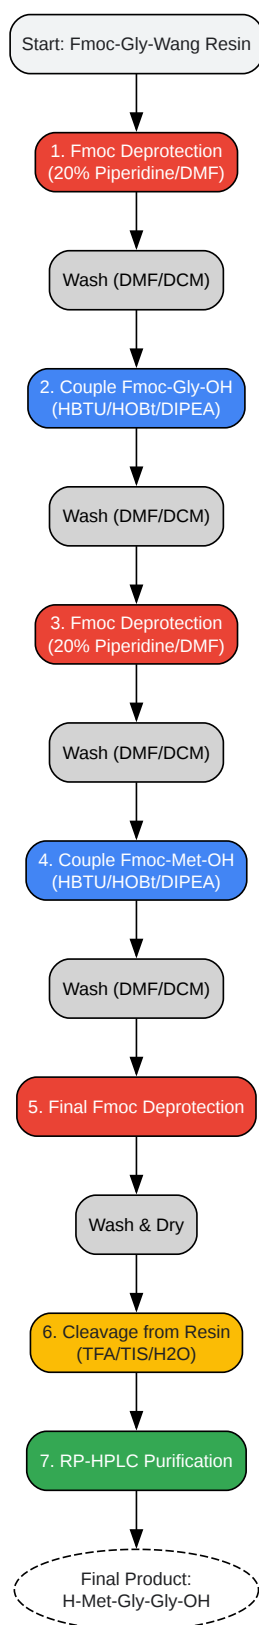 Start: Fmoc-Gly-Wang Resin
1. Fmoc Deprotection
(20% Piperidine/DMF)
Wash (DMF/DCM)
2. Couple Fmoc-Gly-OH
(HBTU/HOBt/DIPEA)
Wash (DMF/DCM)
3. Fmoc Deprotection
(20% Piperidine/DMF)
Wash (DMF/DCM)
4. Couple Fmoc-Met-OH
(HBTU/HOBt/DIPEA)
Wash (DMF/DCM)
5. Final Fmoc Deprotection
Wash & Dry
6. Cleavage from Resin
(TFA/TIS/H2O)
7. RP-HPLC Purification
Final Product:
H-Met-Gly-Gly-OH